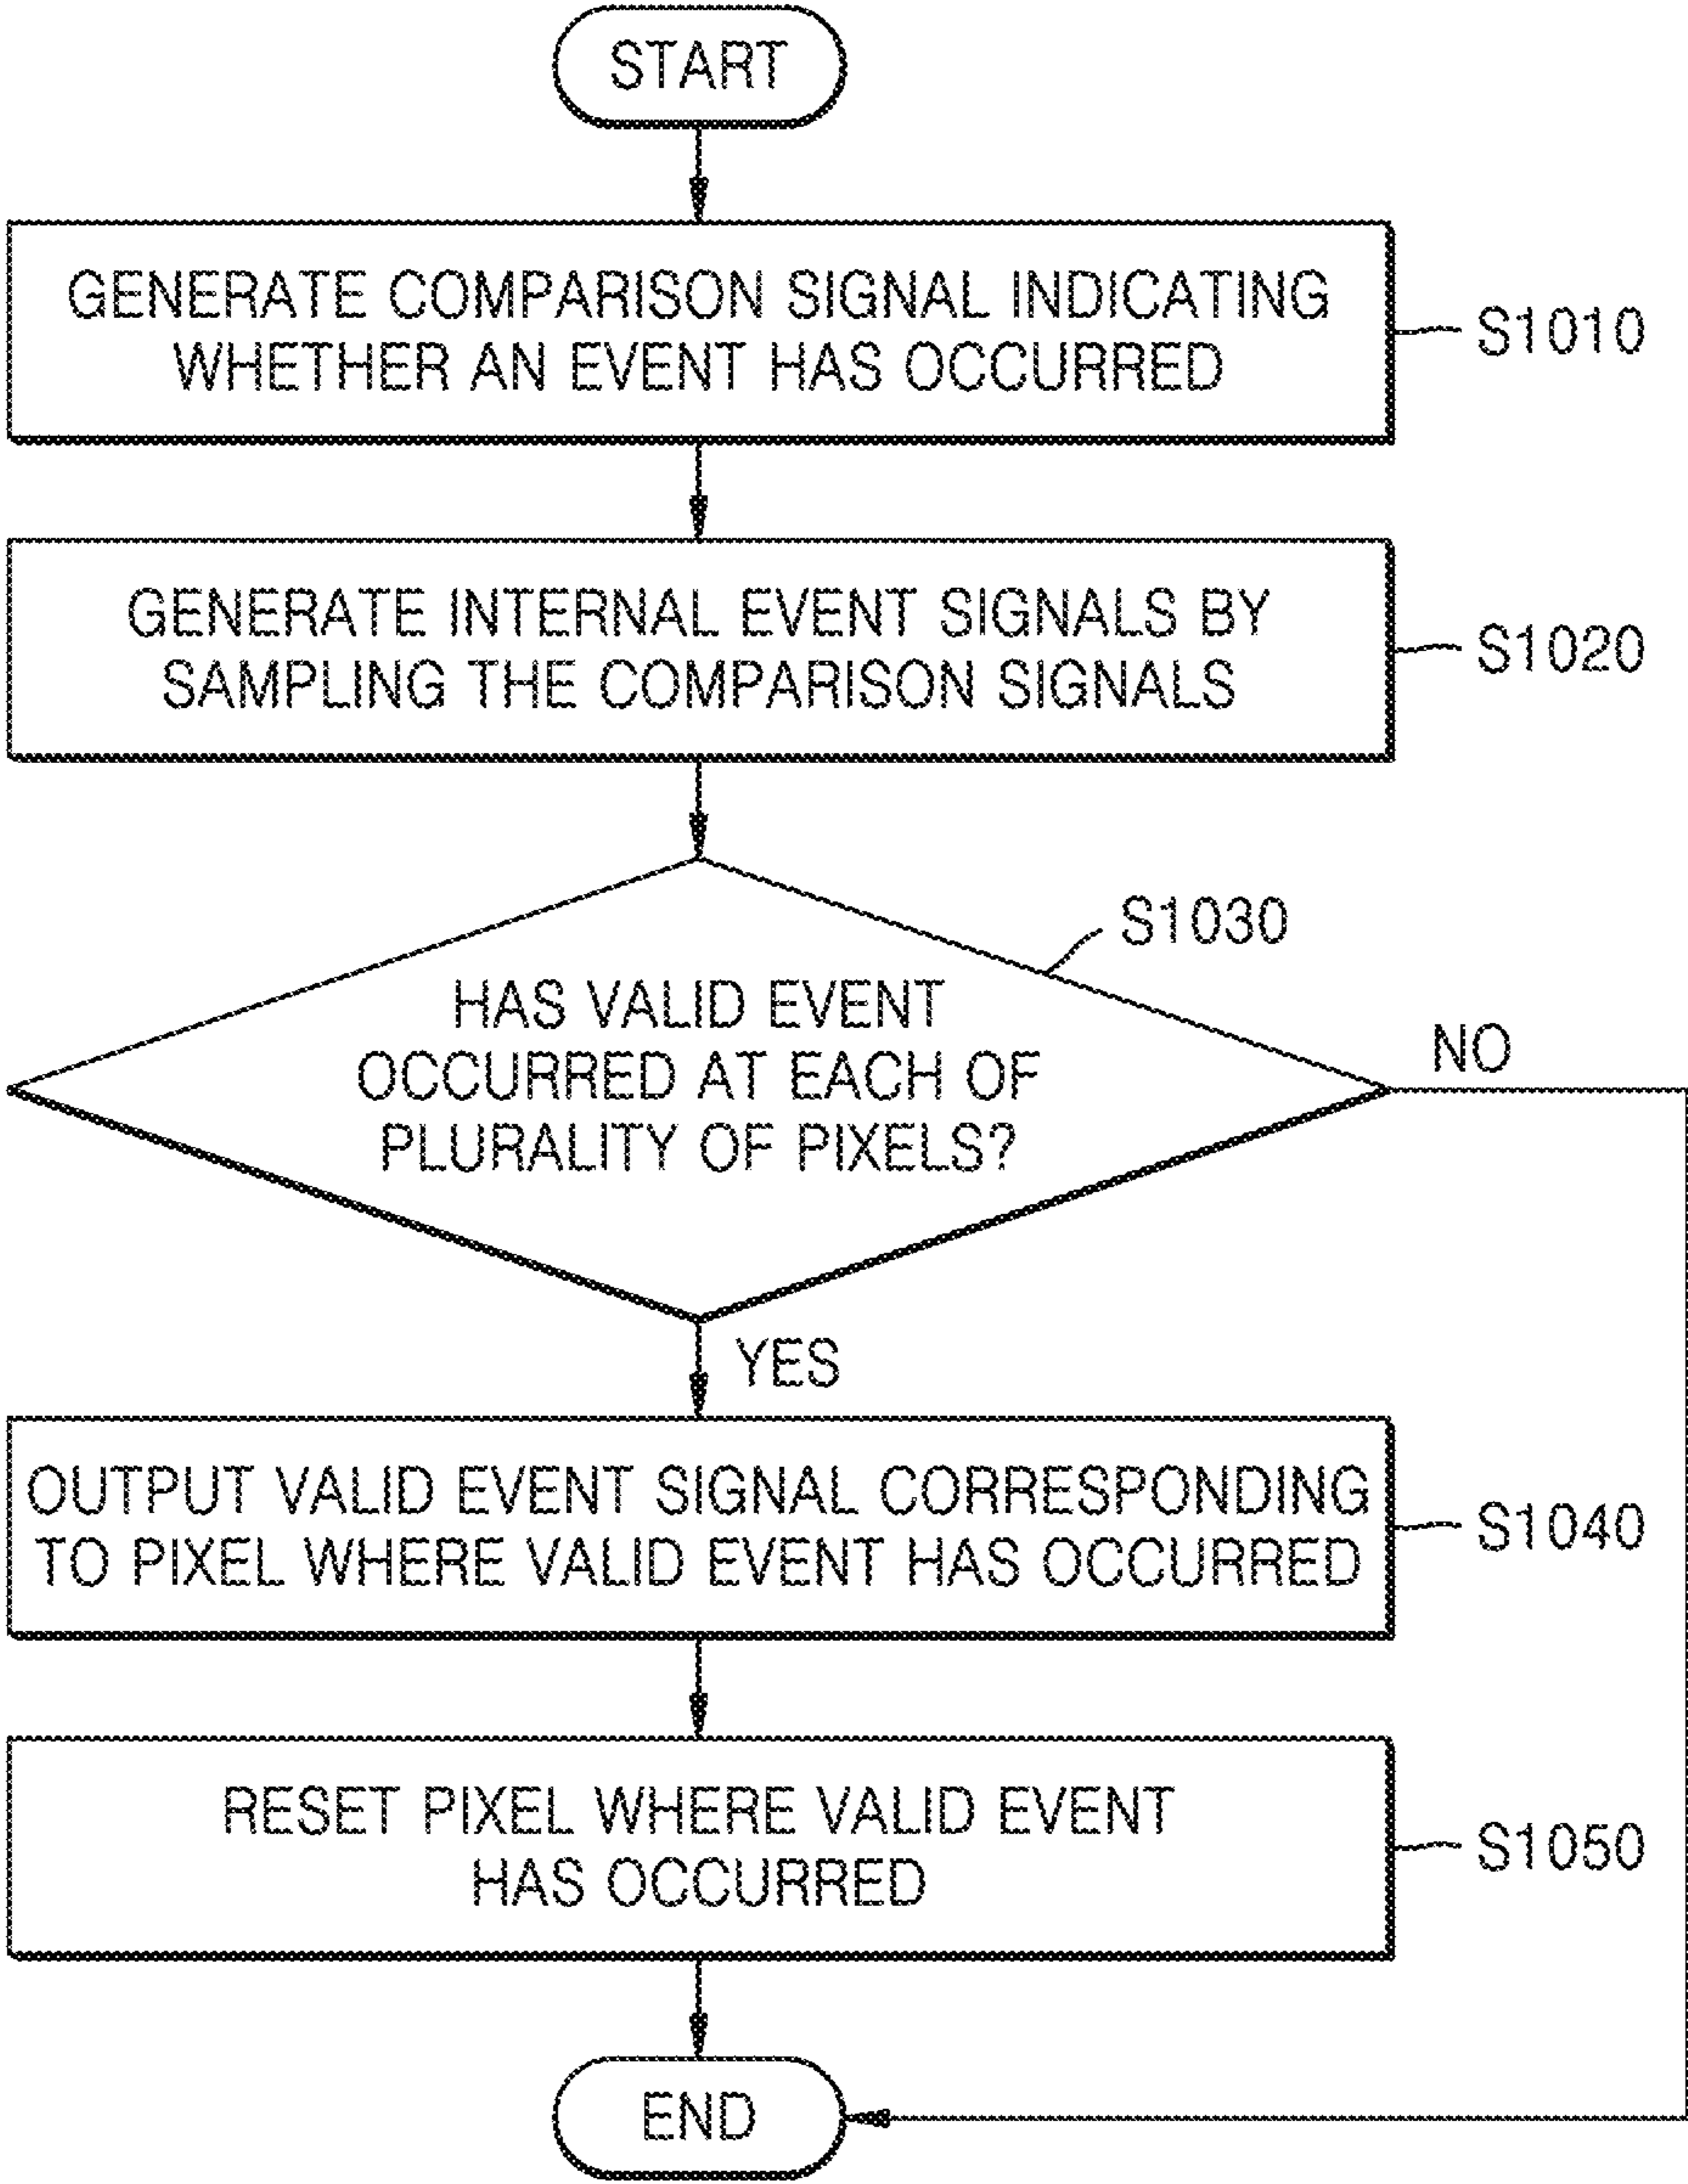 START
GENERATE COMPARISON SIGNAL INDICATING
WHETHER AN EVENT HAS OCCURRED
S1010
GENERATE INTERNAL EVENT SIGNALS BY
SAMPLING THE COMPARISON SIGNALS
S1020
S1030
HAS VALID EVENT
OCCURRED AT EACH OF
PLURALITY OF PIXELS?
NO
YES
OUTPUT VALID EVENT SIGNAL CORRESPONDING
TO PIXEL WHERE VALID EVENT HAS OCCURRED
S1040
RESET PIXEL WHERE VALID EVENT
HAS OCCURRED
S1050
END